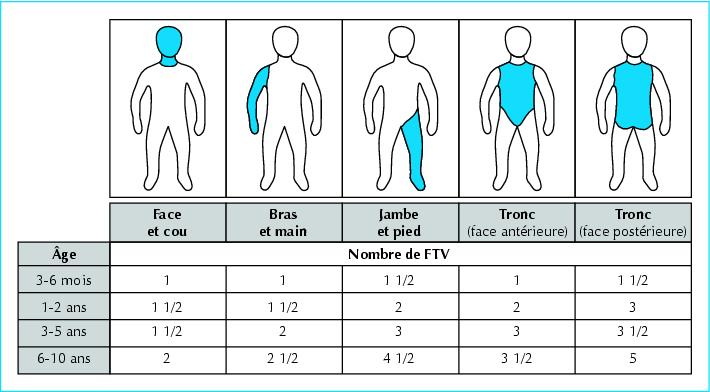 Face et cou Bras et main Jambe et pied Tronc (face antérieure) Tronc (face postérieure)
Âge Nombre de FTV
3-6 mois 1 1 1 1/2 1 1 1/2
1-2 ans 1 1/2 1 1/2 2 2 3
3-5 ans 1 1/2 2 3 3 3 1/2
6-10 ans 2 2 1/2 4 1/2 3 1/2 5